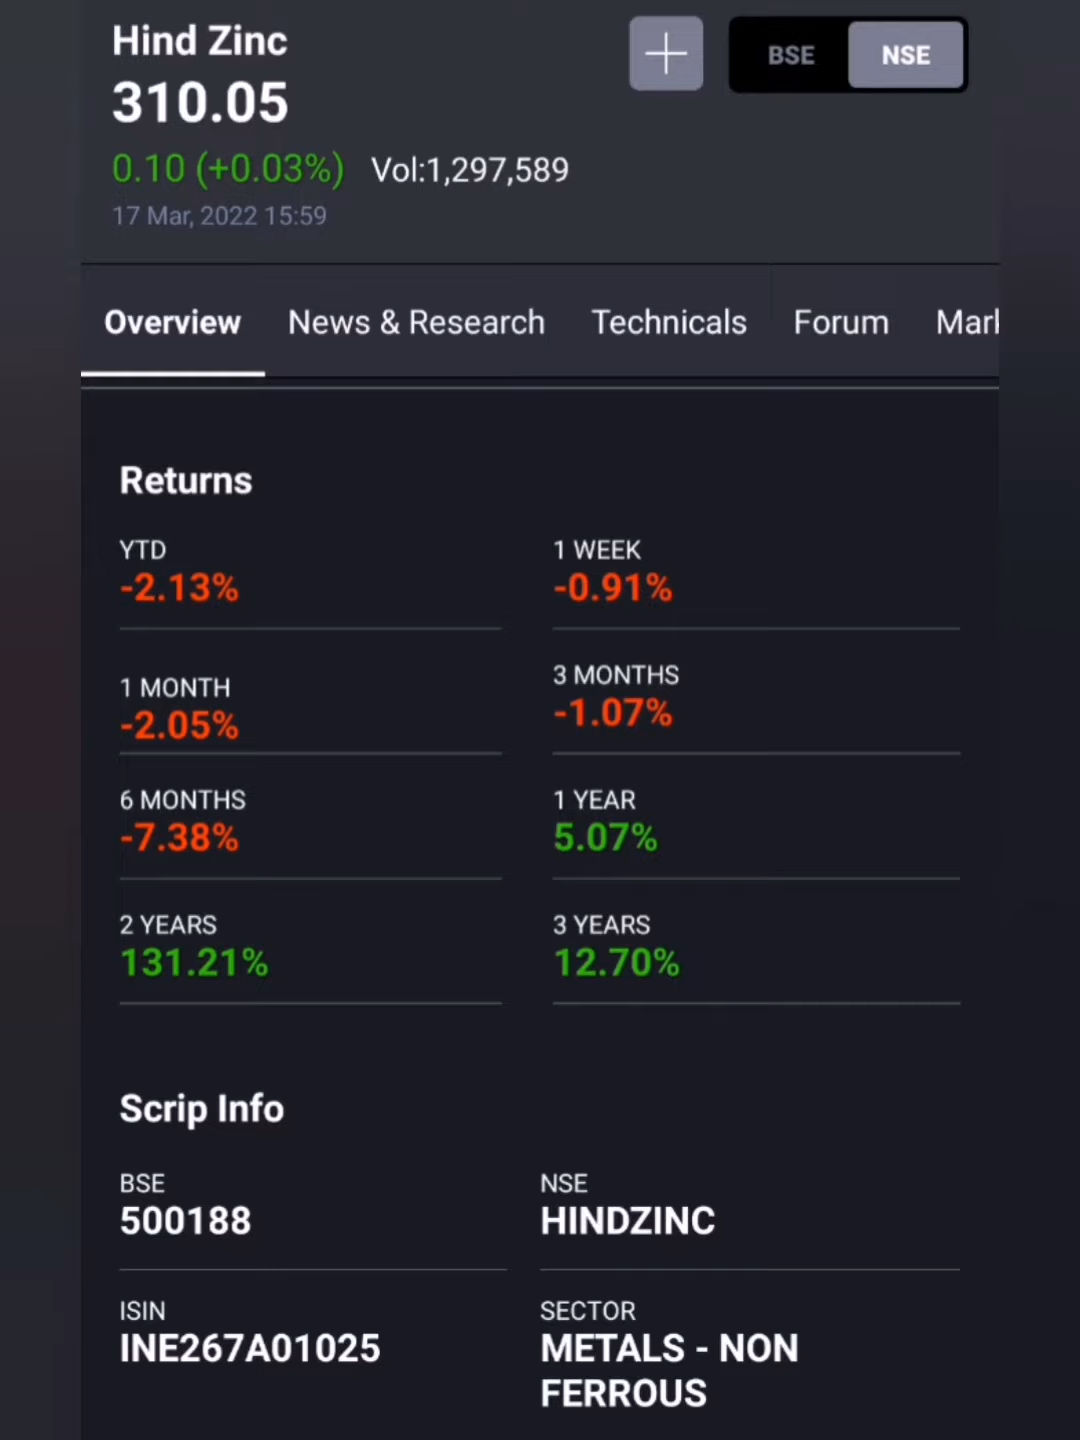 Hind Zinc
BSE
NSE
310.05
0.10 (+0.03%) Vol:1,297,589
17 Mar, 2022 15:59
Overview News & Research Technicals Forum Mar
Returns
YTD
-2.13%
1 WEEK
-0.91%
1 MONTH
-2.05%
3 MONTHS
-1.07%
6 MONTHS
-7.38%
1 YEAR
5.07%
2 YEARS
131.21%
3 YEARS
12.70%
Scrip Info
BSE
500188
NSE
HINDZINC
ISIN
INE267A01025
SECTOR
METALS - NON
FERROUS